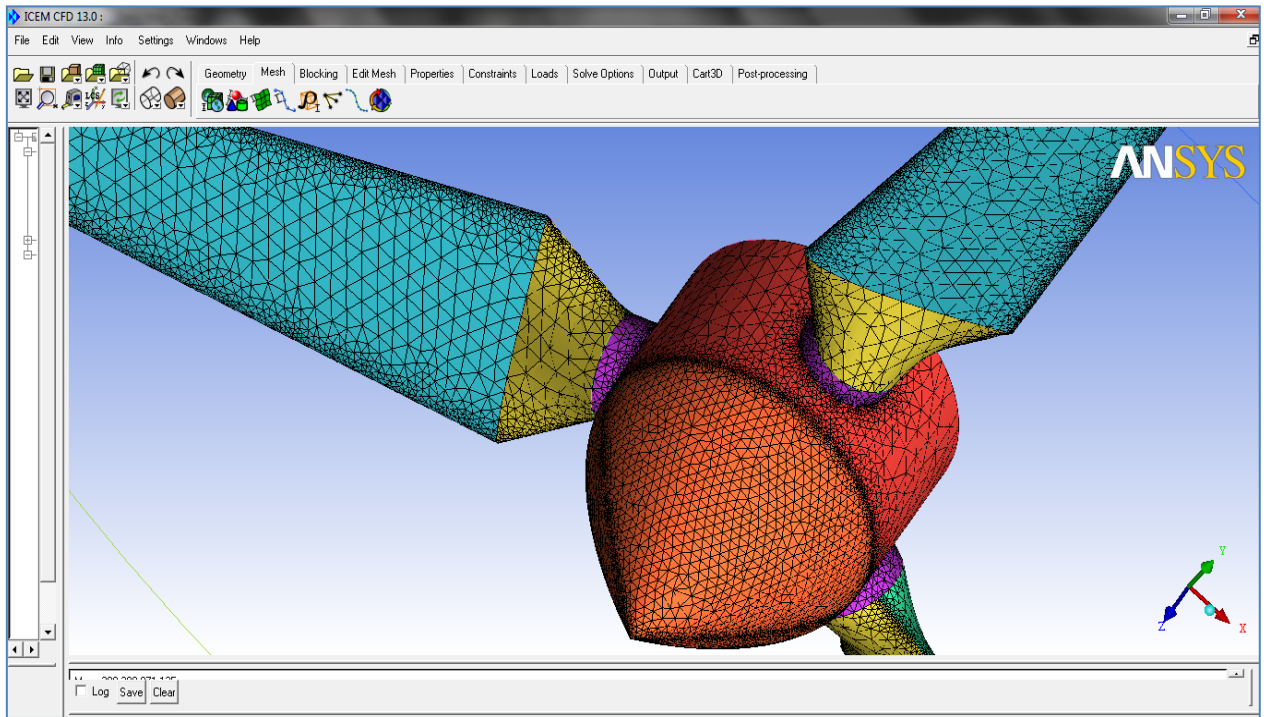 ICEM CFD 13.0 :
File Edit View Info Settings Windows Help
Geometry Mesh Blocking Edit Mesh Properties Constraints Loads Solve Options Output Cart3D Post-processing
LCS
ANSYS
Y
Z
X
Log Save Clear